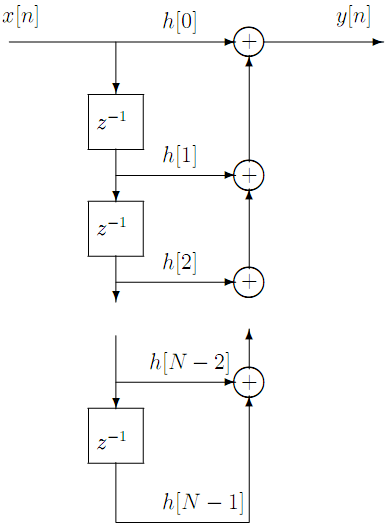 x[n] h[0] y[n]
+
z⁻¹
h[1]
+
z⁻¹
h[2]
+
h[N − 2]
+
z⁻¹
h[N − 1]